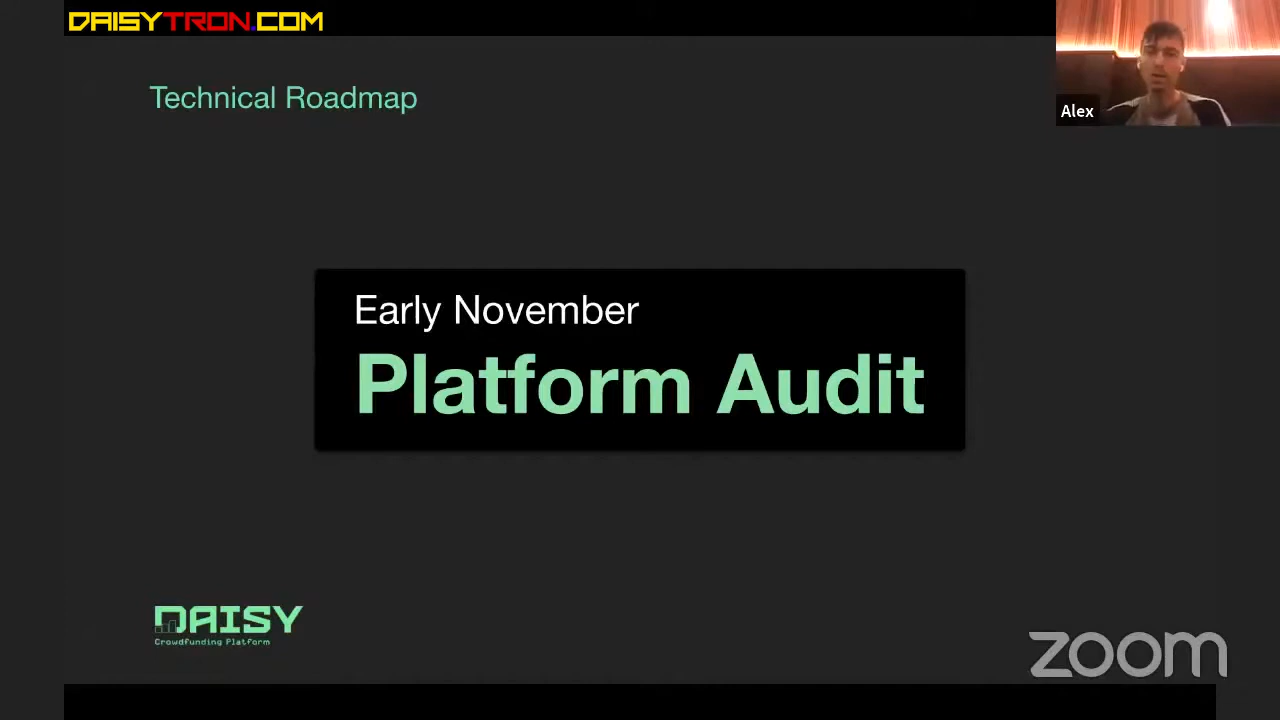 DAISYTRON.COM
Alex
Technical Roadmap
Early November
Platform Audit
DAISY
Crowdfunding Platform
zoom